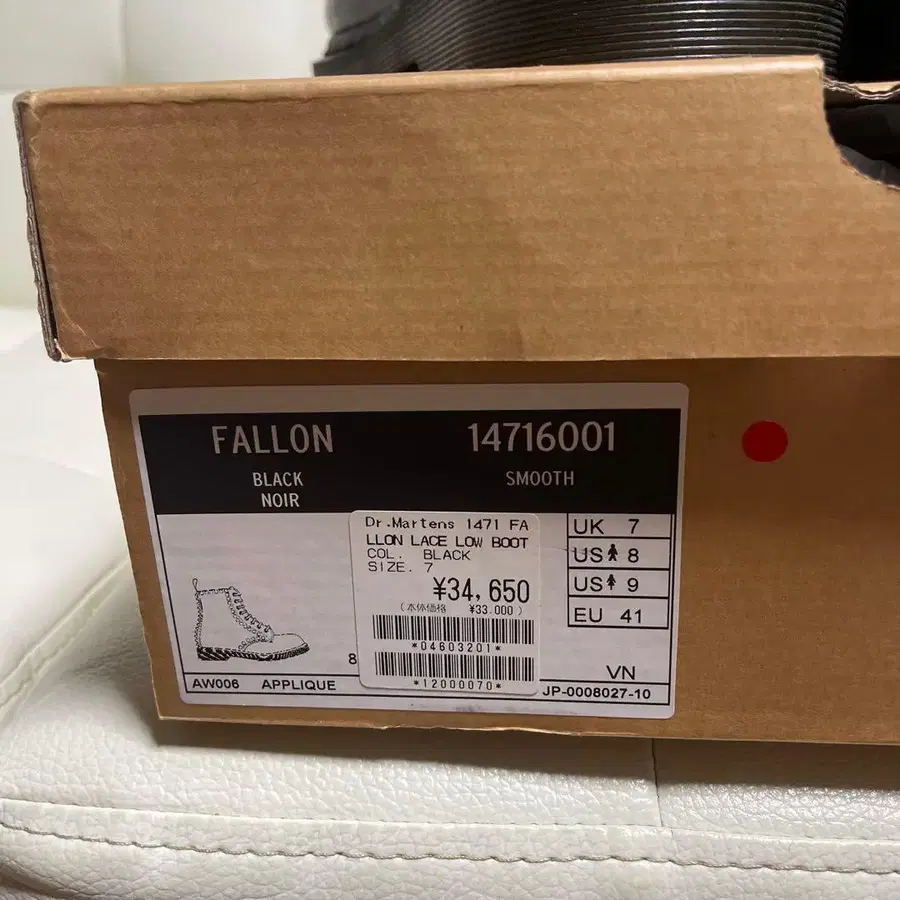 FALLON 14716001
BLACK SMOOTH
NOIR
Dr.Martens 1471 FA
LLON LACE LOW BOOT
COL. BLACK
SIZE. 7
¥34,650
(本体価格 ¥33.000)
*04603201*
*12000070*
UK 7
US 8
US 9
EU 41
8
VN
AW006 APPLIQUE
JP-0008027-10